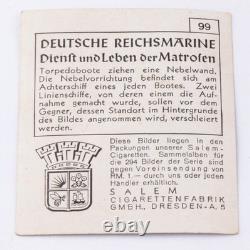 99
DEUTSCHE REICHSMARINE
Dienst und Leben der Matrosen
Torpedoboote ziehen eine Nebelwand.
Die Nebelvorrichtung befindet sich am
Achterschiff eines jeden Bootes. Zwei
Linienschiffe, von deren einem die Auf-
nahme gemacht wurde, sollen vor dem
Gegner, dessen Standort im Hintergrunde
des Bildes angenommen wird, verschleiert
werden.
Diese Bilder liegen in den
Packungen unserer Salem-
Cigaretten. Sammelalben für
die 294 Bilder der Serie sind
gegen Voreinsendung von
RM. 1.— durch uns oder jeden
Händler erhältlich.
SALEM
CIGARETTENFABRIK
GMBH., DRESDEN-A. 5